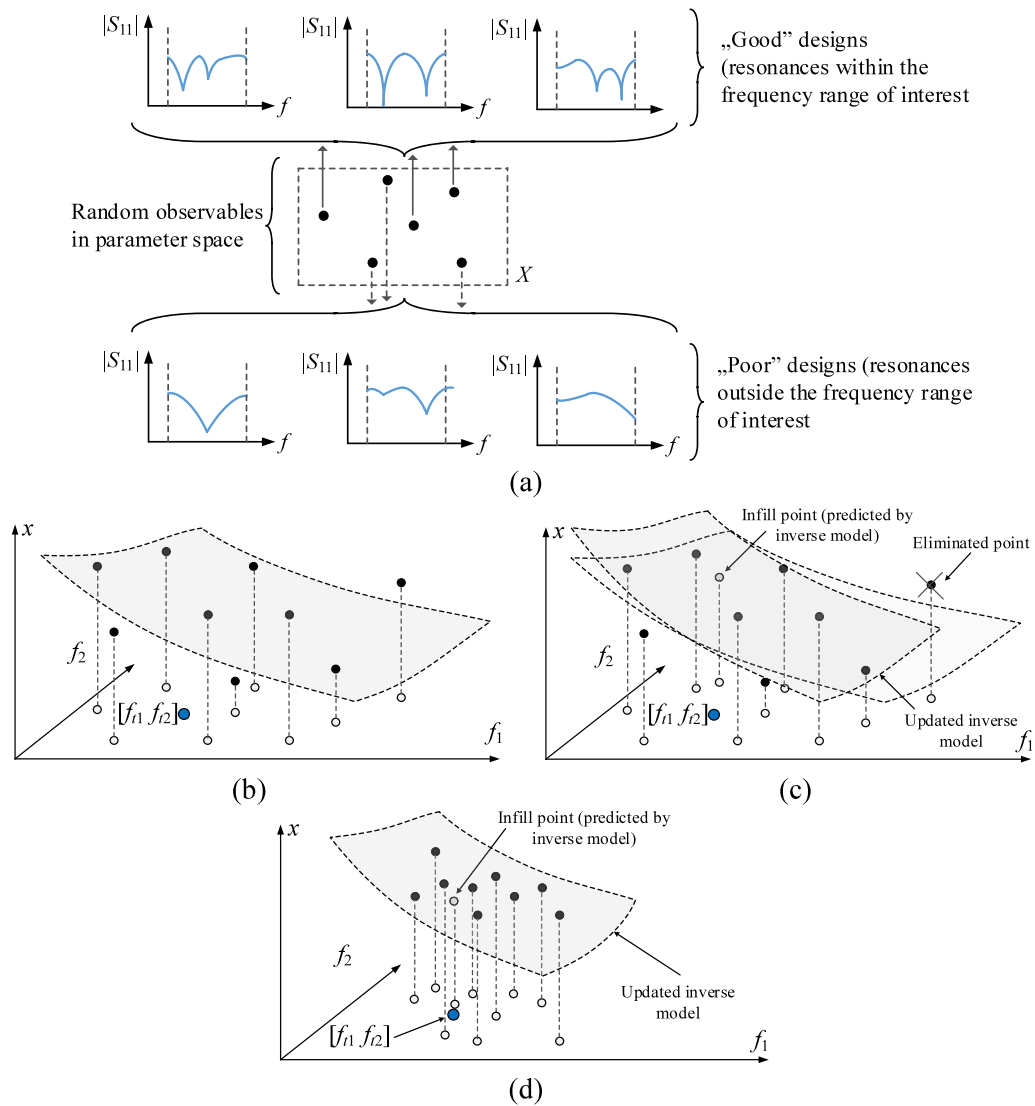 |S11|
f
|S11|
f
|S11|
f
„Good” designs
(resonances within the
frequency range of interest
Random observables
in parameter space
X
|S11|
f
|S11|
f
|S11|
f
„Poor” designs (resonances
outside the frequency range
of interest
(a)
x
f2
[ft1 ft2]
f1
(b)
x
Infill point (predicted by
inverse model)
Eliminated point
f2
[ft1 ft2]
Updated inverse
model
f1
(c)
x
Infill point (predicted by
inverse model)
f2
[ft1 ft2]
Updated inverse
model
f1
(d)